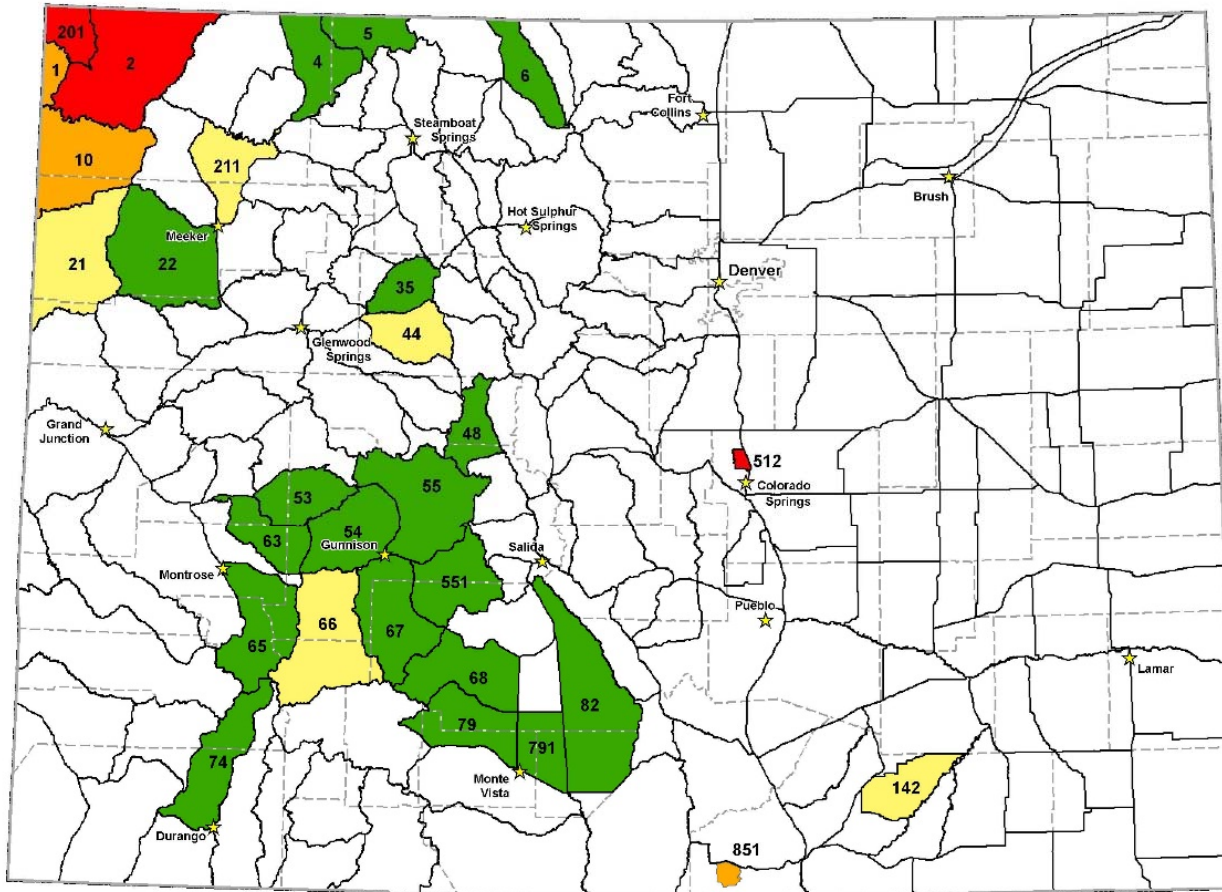 201
5
2
4
1
6
Fort
Collins
Steamboat
Springs
10
211
Brush
Hot Sulphur
Springs
Meeker
21
22
Denver
35
44
Glenwood
Springs
Grand
Junction
48
512
Colorado
Springs
55
53
54
63
Gunnison
Salida
Montrose
551
Pueblo
66
67
65
Lamar
68
82
79
791
74
Monte
Vista
142
Durango
851